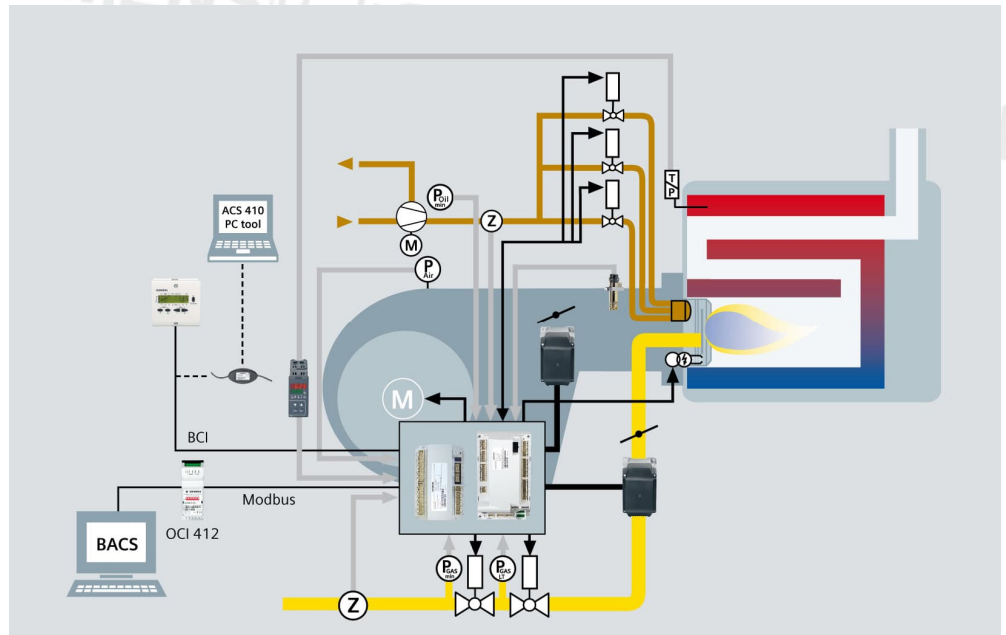 T
P
P
Oil
min
ACS 410
PC tool
Z
M
P
Air
M
BCI
Modbus
OCI 412
BACS
P
GAS
min
P
GAS
LT
Z